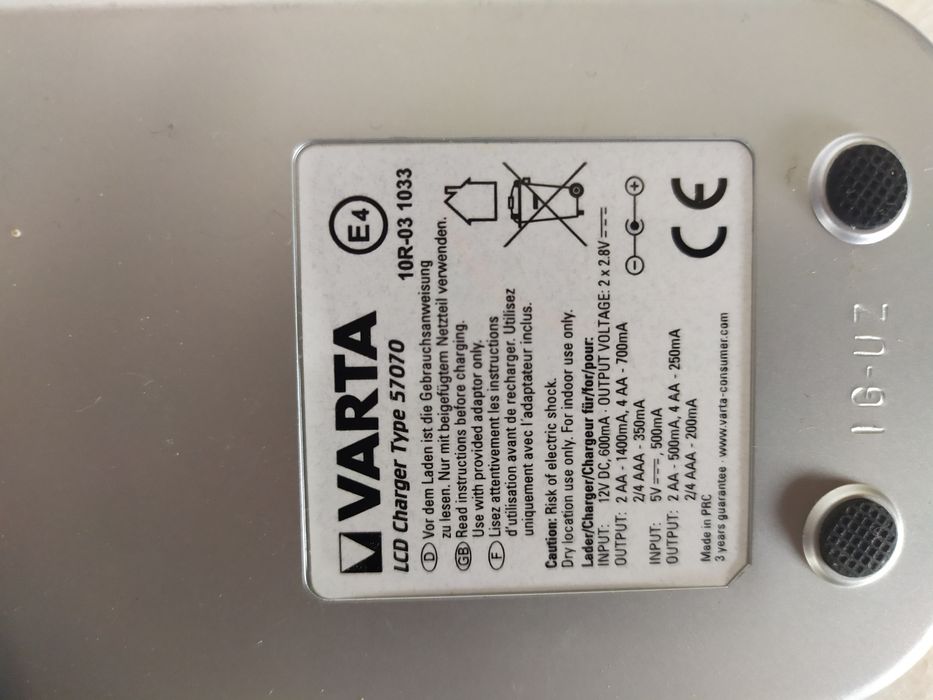 VARTA
LCD Charger Type 57070
E4
10R-03 1033
D Vor dem Laden ist die Gebrauchsanweisung
zu lesen. Nur mit beigefügtem Netzteil verwenden.
GB Read instructions before charging.
Use with provided adaptor only.
F Lisez attentivement les instructions
d'utilisation avant de recharger. Utilisez
uniquement avec l'adaptateur inclus.
Caution: Risk of electric shock.
Dry location use only. For indoor use only.
Lader/Charger/Chargeur für/for/pour:
INPUT: 12V DC, 600mA · OUTPUT VOLTAGE: 2 x 2.8V
OUTPUT: 2 AA - 1400mA, 4 AA - 700mA
2/4 AAA - 350mA
INPUT: 5V, 500mA
OUTPUT: 2 AA - 500mA, 4 AA - 250mA
2/4 AAA - 200mA
Made in PRC
3 years guarantee · www.varta-consumer.com
CE
IG-UZ